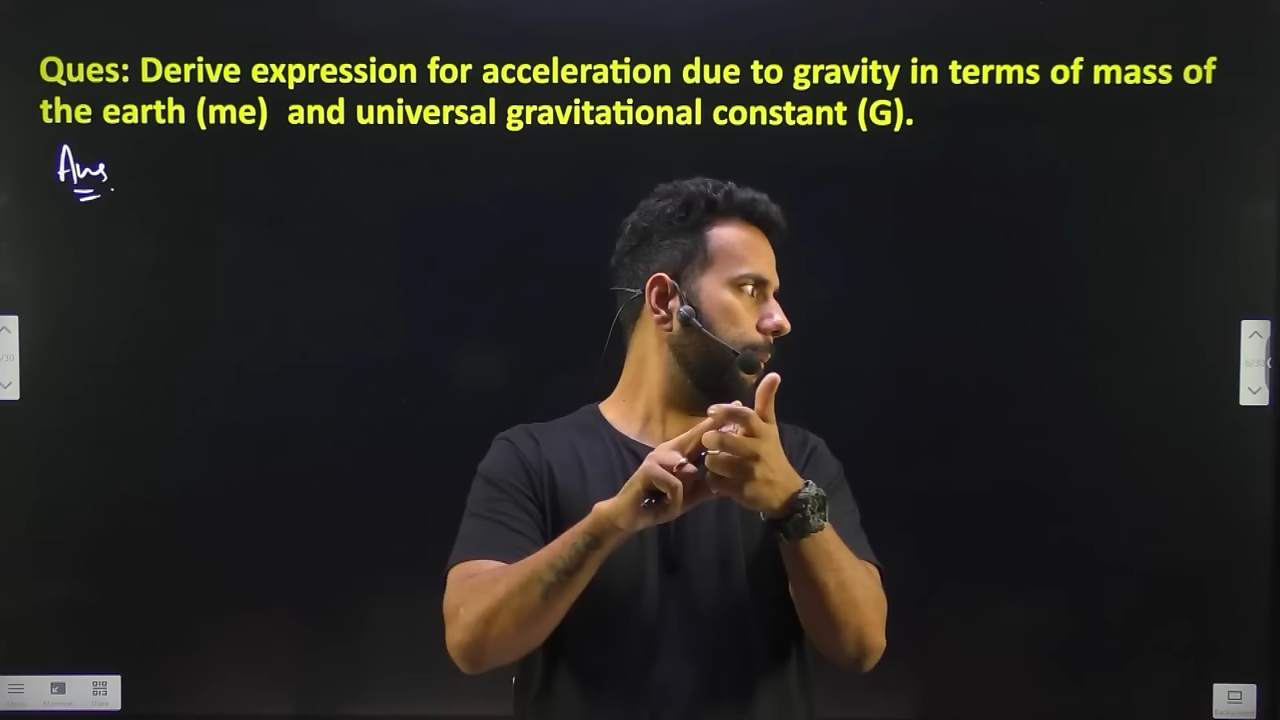 Ques: Derive expression for acceleration due to gravity in terms of mass of
the earth (me) and universal gravitational constant (G).
Ans.